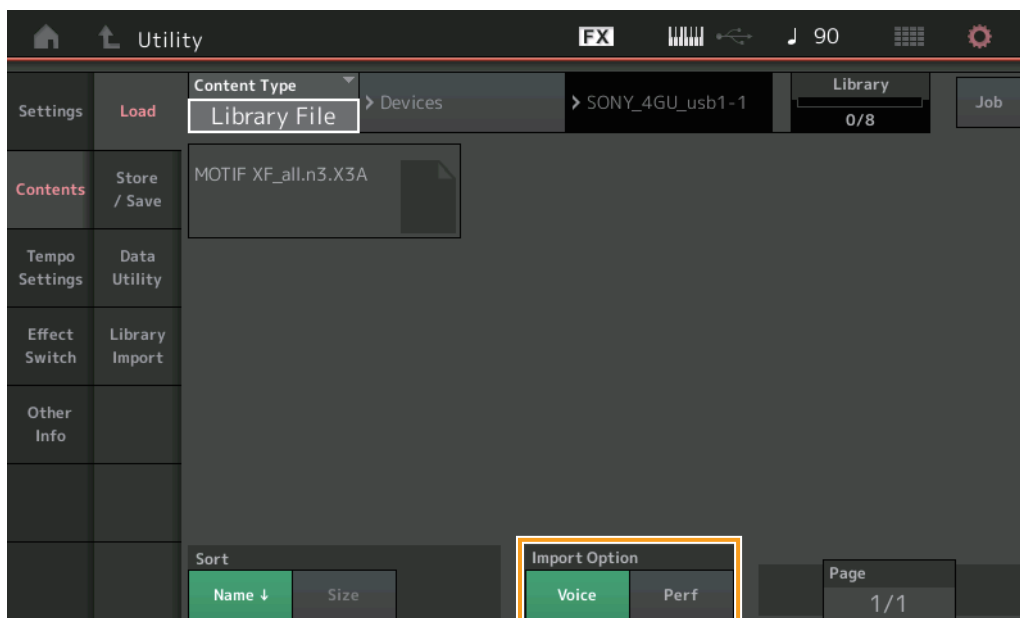 Utility
FX
♩ 90
Settings
Load
Content Type
Library File
> Devices
> SONY_4GU_usb1-1
Library
0/8
Job
Contents
Store
/ Save
MOTIF XF_all.n3.X3A
Tempo
Settings
Data
Utility
Effect
Switch
Library
Import
Other
Info
Sort
Name ↓
Size
Import Option
Voice
Perf
Page
1/1